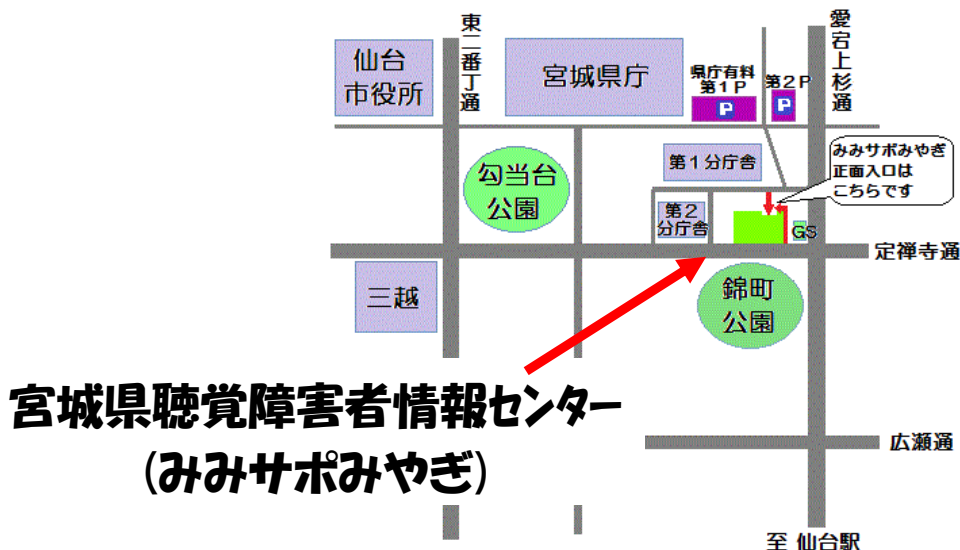 東二番丁通
愛宕上杉通
仙台
市役所
宮城県庁
県庁有料
第1P
P
第2P
P
みみサポみやぎ
正面入口は
こちらです
第1分庁舎
勾当台
公園
第2
分庁舎
GS
定禅寺通
三越
錦町
公園
宮城県聴覚障害者情報センター
(みみサポみやぎ)
広瀬通
至 仙台駅